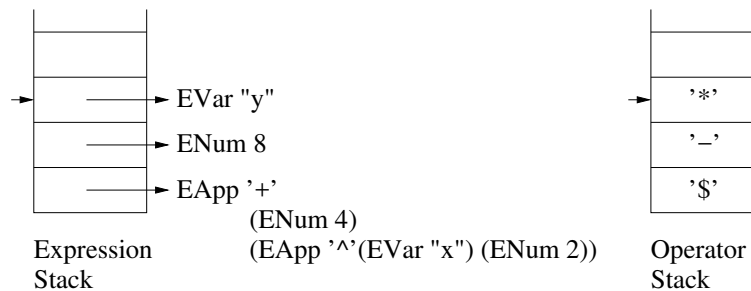 EVar "y"
'*'
ENum 8
'−'
EApp '+'
'$'
(ENum 4)
(EApp '^'(EVar "x") (ENum 2))
Expression
Stack
Operator
Stack